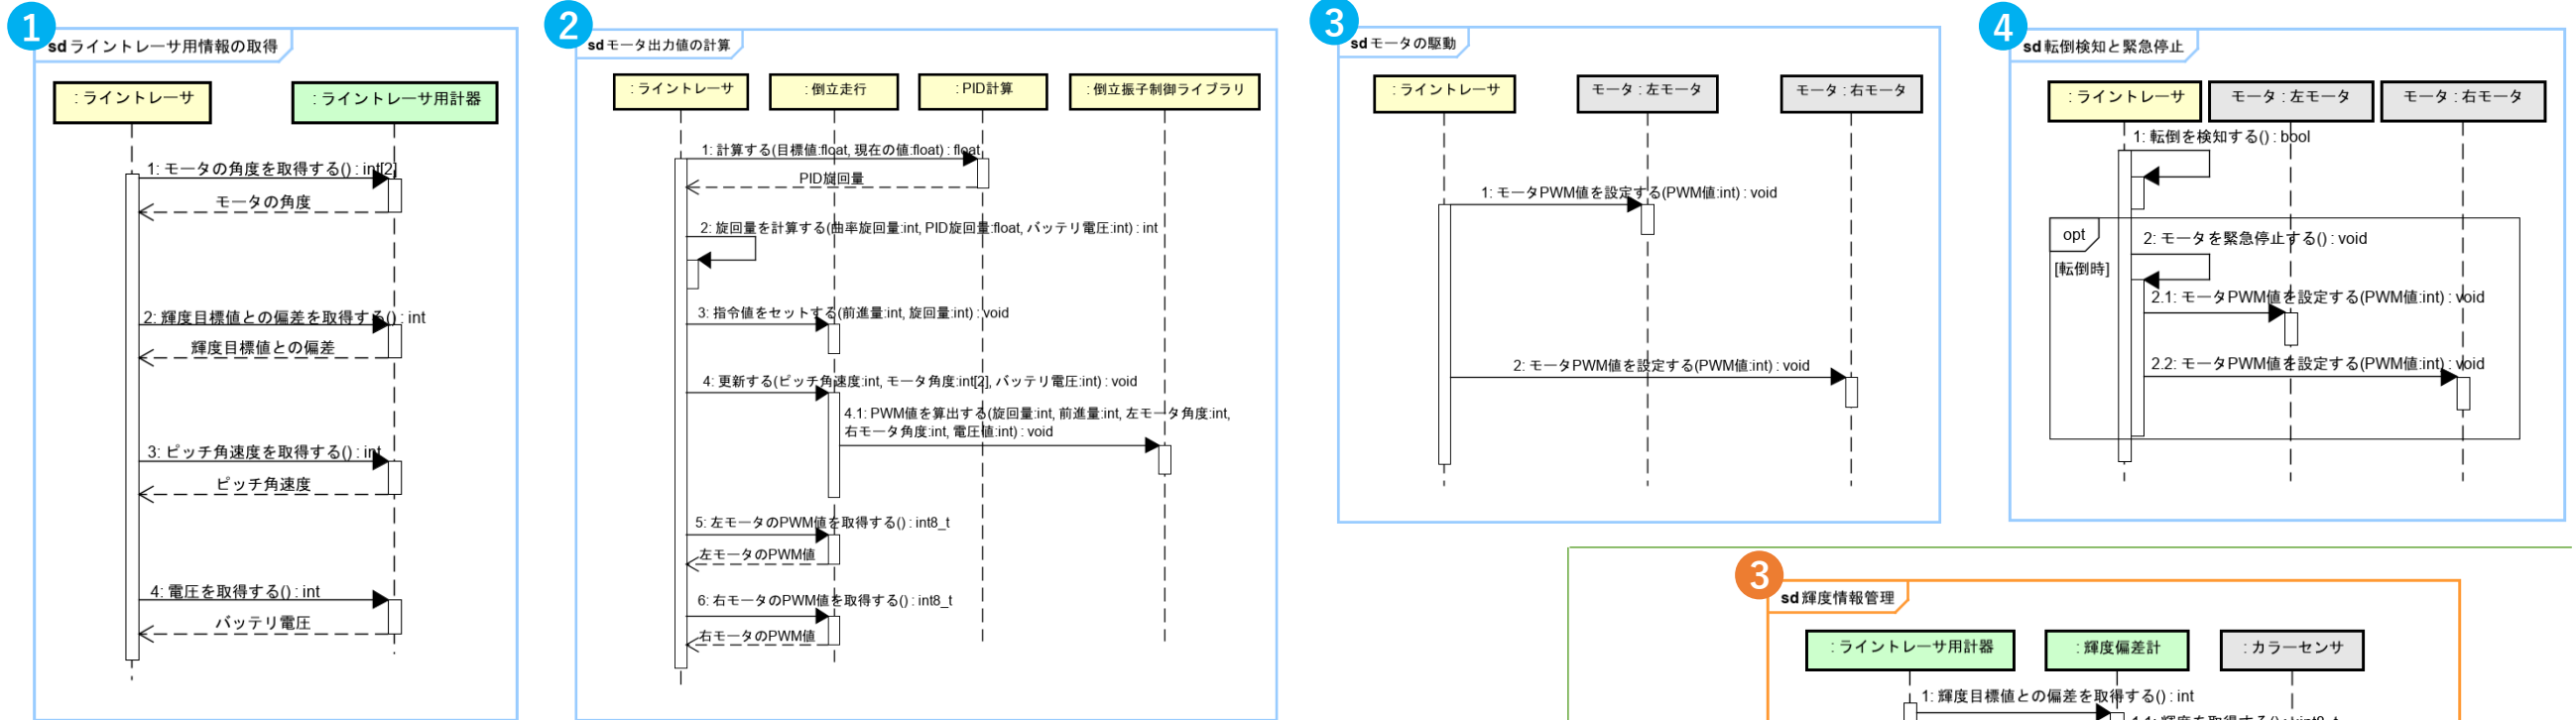 1
sd ライントレーサ用情報の取得
: ライントレーサ
: ライントレーサ用計器
1: モータの角度を取得する() : int[2]
モータの角度
2: 輝度目標値との偏差を取得する() : int
輝度目標値との偏差
3: ピッチ角速度を取得する() : int
ピッチ角速度
4: 電圧を取得する() : int
バッテリ電圧
2
sd モータ出力値の計算
: ライントレーサ
: 倒立走行
: PID計算
: 倒立振子制御ライブラリ
1: 計算する(目標値:float, 現在の値:float) : float
PID旋回量
2: 旋回量を計算する(曲率旋回量:int, PID旋回量:float, バッテリ電圧:int) : int
3: 指令値をセットする(前進量:int, 旋回量:int) : void
4: 更新する(ピッチ角速度:int, モータ角度:int[2], バッテリ電圧:int) : void
4.1: PWM値を算出する(旋回量:int, 前進量:int, 左モータ角度:int,
右モータ角度:int, 電圧値:int) : void
5: 左モータのPWM値を取得する() : int8_t
左モータのPWM値
6: 右モータのPWM値を取得する() : int8_t
右モータのPWM値
3
sd モータの駆動
: ライントレーサ
モータ : 左モータ
モータ : 右モータ
1: モータPWM値を設定する(PWM値:int) : void
2: モータPWM値を設定する(PWM値:int) : void
4
sd 転倒検知と緊急停止
: ライントレーサ
モータ : 左モータ
モータ : 右モータ
1: 転倒を検知する() : bool
opt
[転倒時]
2: モータを緊急停止する() : void
2.1: モータPWM値を設定する(PWM値:int) : void
2.2: モータPWM値を設定する(PWM値:int) : void
3
sd 輝度情報管理
: ライントレーサ用計器
: 輝度偏差計
: カラーセンサ
1: 輝度目標値との偏差を取得する() : int